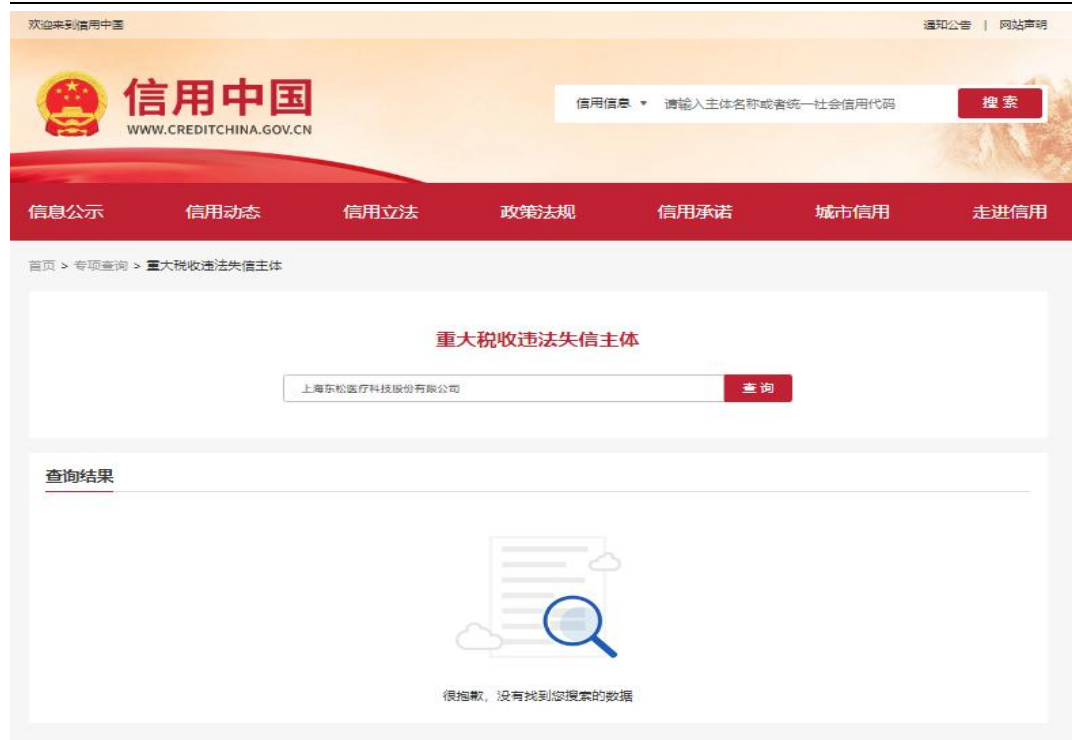 欢迎来到信用中国
通知公告 | 网站声明
信用中国
WWW.CREDITCHINA.GOV.CN
信用信息 ▾ 请输入主体名称或者统一社会信用代码 搜索
信息公示 信用动态 信用立法 政策法规 信用承诺 城市信用 走进信用
首页 > 专项查询 > 重大税收违法失信主体
重大税收违法失信主体
上海东松医疗科技股份有限公司 查询
查询结果
很抱歉，没有找到您搜索的数据